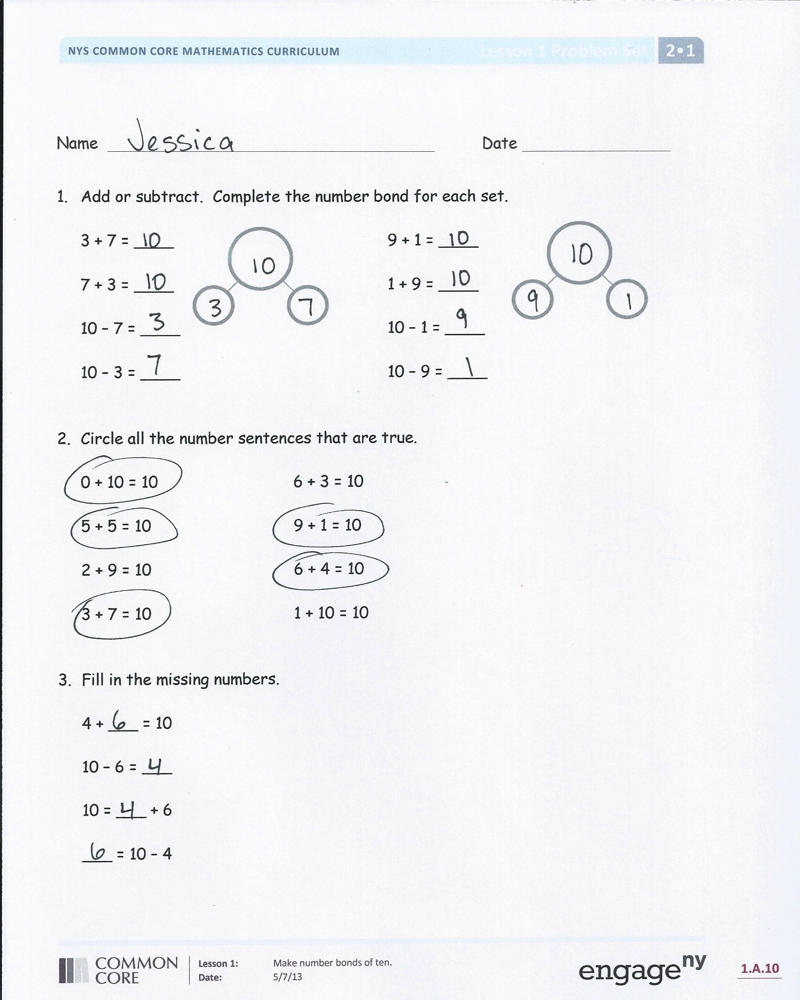 NYS COMMON CORE MATHEMATICS CURRICULUM Lesson 1 Problem Set 2•1
Name Jessica Date
1. Add or subtract. Complete the number bond for each set.
3 + 7 = 10
7 + 3 = 10
10 - 7 = 3
10 - 3 = 7
10
3 7
9 + 1 = 10
1 + 9 = 10
10 - 1 = 9
10 - 9 = 1
10
9 1
2. Circle all the number sentences that are true.
0 + 10 = 10 6 + 3 = 10
5 + 5 = 10 9 + 1 = 10
2 + 9 = 10 6 + 4 = 10
3 + 7 = 10 1 + 10 = 10
3. Fill in the missing numbers.
4 + 6 = 10
10 - 6 = 4
10 = 4 + 6
6 = 10 - 4
COMMON
CORE
Lesson 1: Make number bonds of ten.
Date: 5/7/13
engage ny
1.A.10